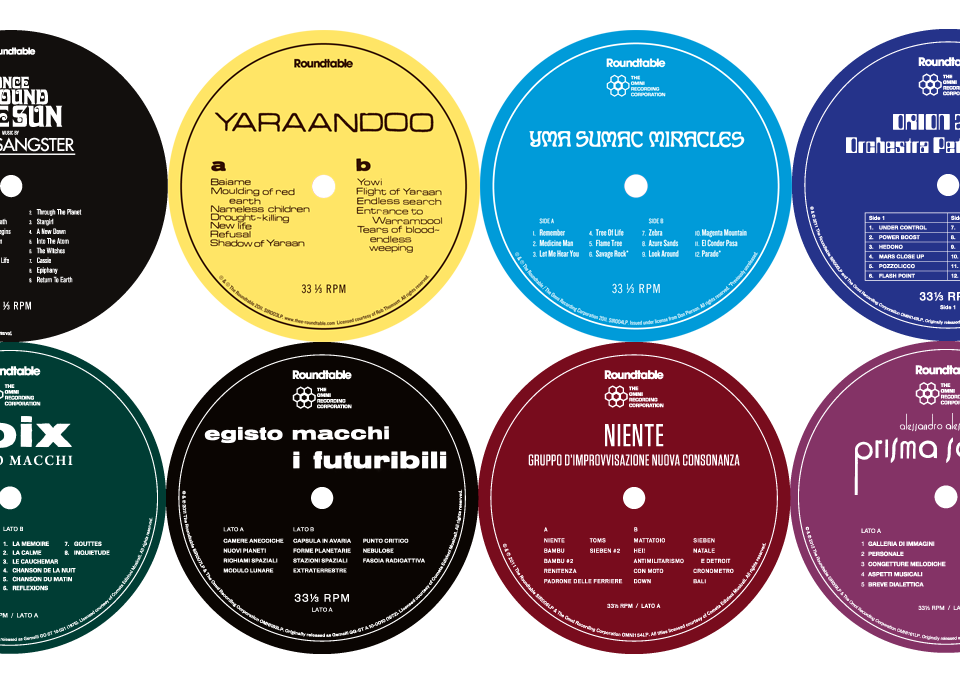 Roundtable
SANGSTER
MUSIC BY
2. Through The Planet
3. Stargirl
4. A New Down
5. Into The Atom
6. The Witches
7. Cassie
8. Epiphany
9. Return To Earth
⅓ RPM
Roundtable
YARAANDOO
a
Baiame
Moulding of red
earth
Nameless children
Drought-killing
New life
Refusal
Shadow of Yaraan
b
Yowi
Flight of Yaraan
Endless search
Entrance to
Warrambool
Tears of blood-
endless
weeping
33 ⅓ RPM
Roundtable
THE
OMNI
RECORDING
CORPORATION
YMA SUMAC MIRACLES
SIDE A
1. Remember
2. Medicine Man
3. Let Me Hear You
4. Tree Of Life
5. Flame Tree
6. Savage Rock*
SIDE B
7. Zebra
8. Azure Sands
9. Look Around
10. Magenta Mountain
11. El Condor Pasa
12. Parade*
33 ⅓ RPM
Roundtable
THE
OMNI
RECORDING
CORPORATION
ORION 2
Orchestra Pet
Side 1
1. UNDER CONTROL
2. POWER BOOST
3. HEDONO
4. MARS CLOSE UP
5. POZZOLICCO
6. FLASH POINT
7.
8.
9.
10.
11.
12.
33⅓ R
Side 1
ndtable
THE
OMNI
RECORDING
CORPORATION
oix
O MACCHI
LATO B
1. LA MEMOIRE
2. LA CALME
3. LE CAUCHEMAR
4. CHANSON DE LA NUIT
5. CHANSON DU MATIN
6. REFLEXIONS
7. GOUTTES
8. INQUIETUDE
RPM / LATO A
Roundtable
THE
OMNI
RECORDING
CORPORATION
egisto macchi
i futuribili
LATO A
CAMERE ANECOICHE
NUOVI PIANETI
RICHIAMI SPAZIALI
MODULO LUNARE
LATO B
CAPSULA IN AVARIA
FORME PLANETARIE
STAZIONI SPAZIALI
EXTRATERRESTRE
PUNTO CRITICO
NEBULOSE
FASCIA RADIOATTIVA
33⅓ RPM
LATO A
Roundtable
THE
OMNI
RECORDING
CORPORATION
NIENTE
GRUPPO D'IMPROVVISAZIONE NUOVA CONSONANZA
A
NIENTE
BAMBU
BAMBU #2
RENITENZA
PADRONE DELLE FERRIERE
TOMS
SIEBEN #2
B
MATTATOIO
HEI!
ANTIMILITARISMO
CON MOTO
DOWN
SIEBEN
NATALE
E DETROIT
CRONOMETRO
BALI
33⅓ RPM / LATO A
Roundtable
THE
OMNI
RECORDING
CORPORATION
alessandro ale
prisma so
LATO A
1 GALLERIA DI IMMAGINI
2 PERSONALE
3 CONGETTURE MELODICHE
4 ASPETTI MUSICALI
5 BREVE DIALETTICA
33⅓ RPM / LA